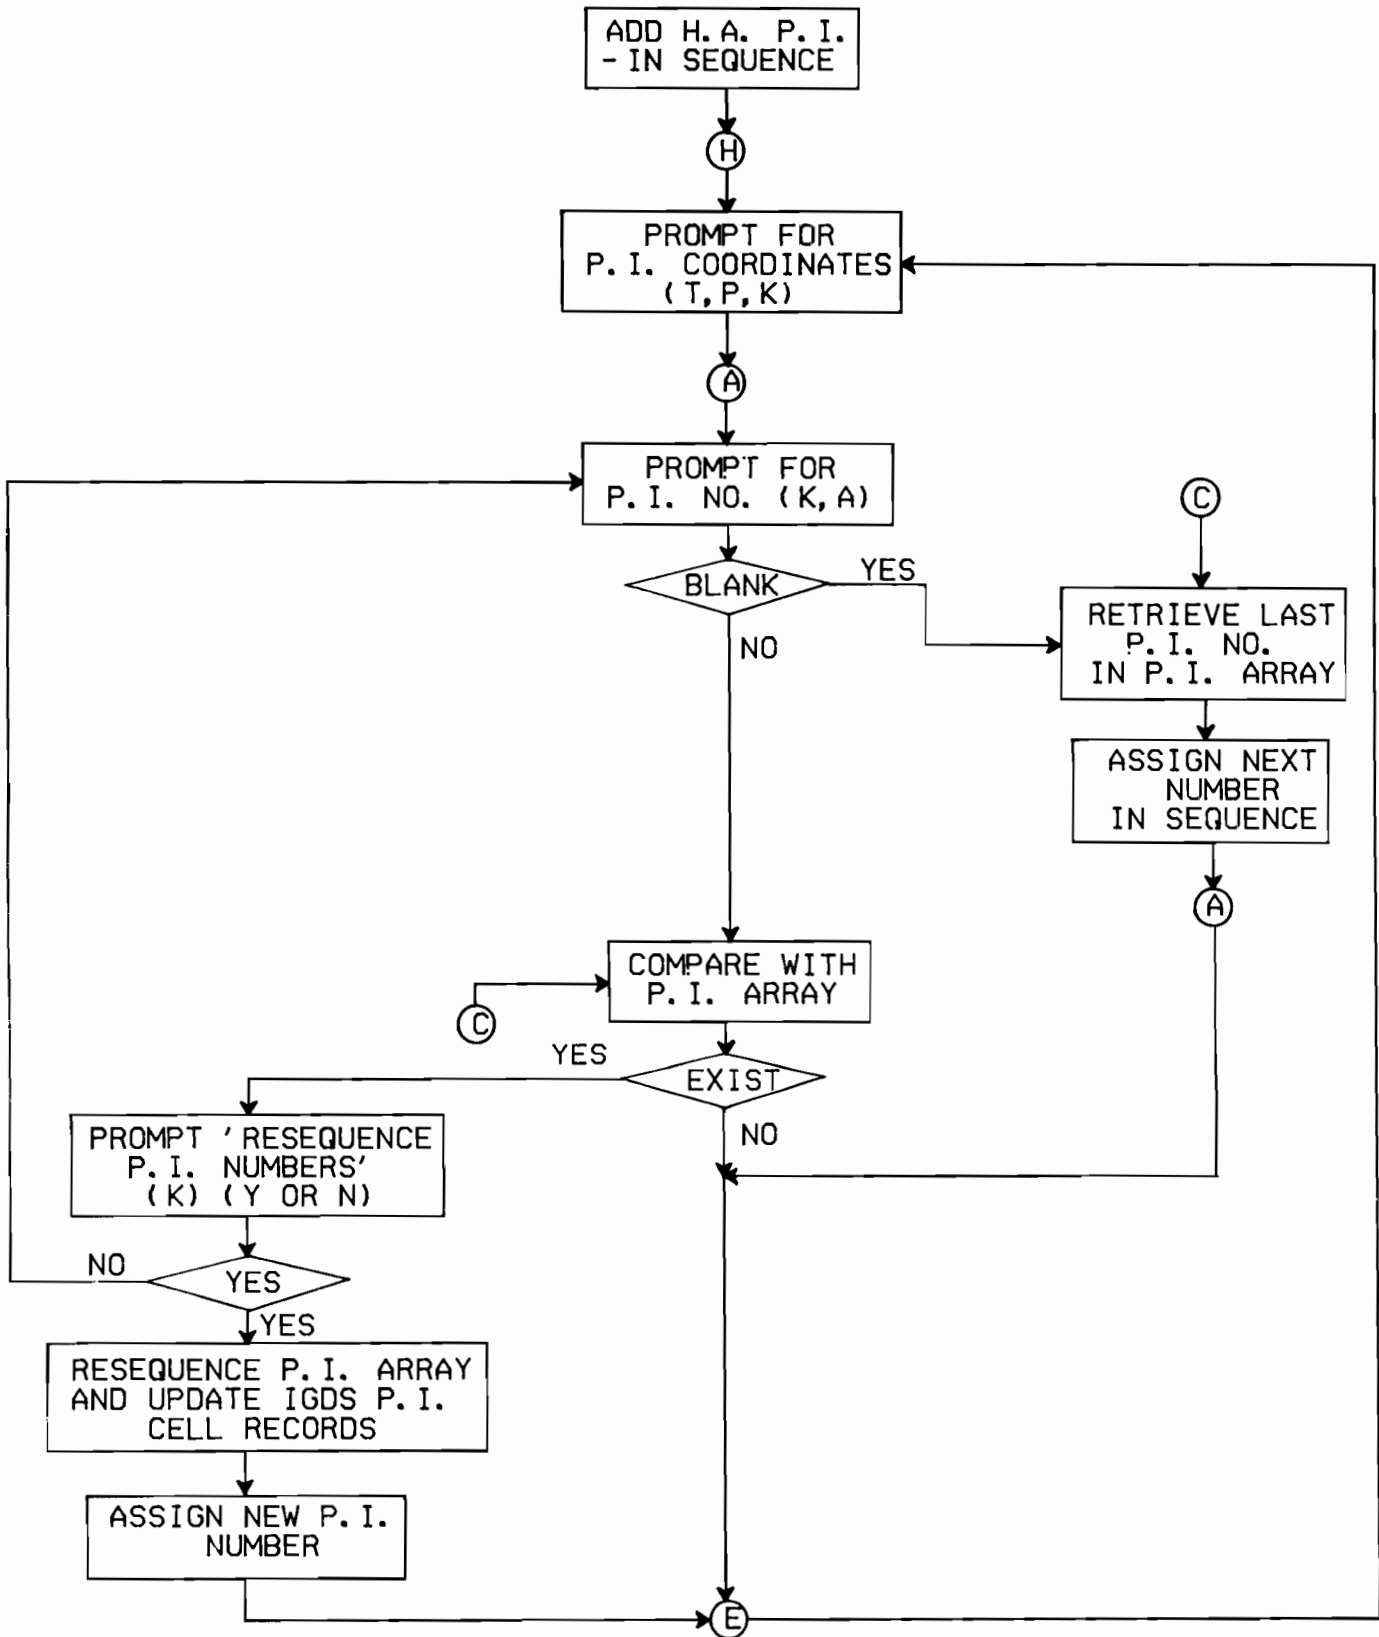 ADD H.A. P.I.
- IN SEQUENCE
H
PROMPT FOR
P.I. COORDINATES
(T,P,K)
A
PROMPT FOR
P.I. NO. (K,A)
C
BLANK
YES
NO
RETRIEVE LAST
P.I. NO.
IN P.I. ARRAY
ASSIGN NEXT
NUMBER
IN SEQUENCE
A
COMPARE WITH
P.I. ARRAY
C
YES
EXIST
NO
PROMPT 'RESEQUENCE
P.I. NUMBERS'
(K) (Y OR N)
NO
YES
YES
RESEQUENCE P.I. ARRAY
AND UPDATE IGDS P.I.
CELL RECORDS
ASSIGN NEW P.I.
NUMBER
E